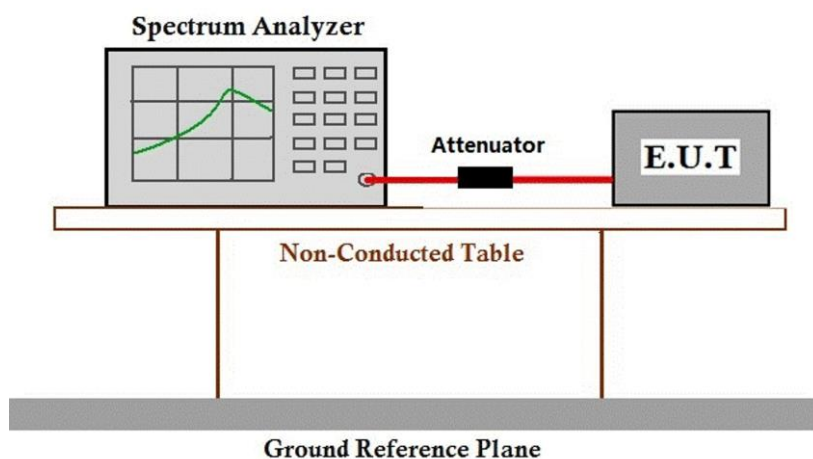 Spectrum Analyzer
Attenuator
E.U.T
Non-Conducted Table
Ground Reference Plane